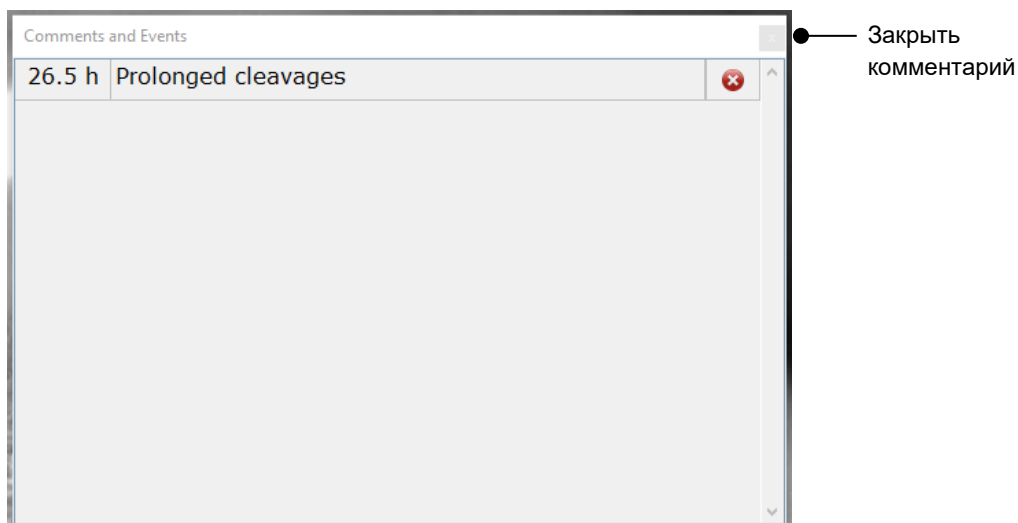 Comments and Events
x
Закрыть
комментарий
26.5 h Prolonged cleavages